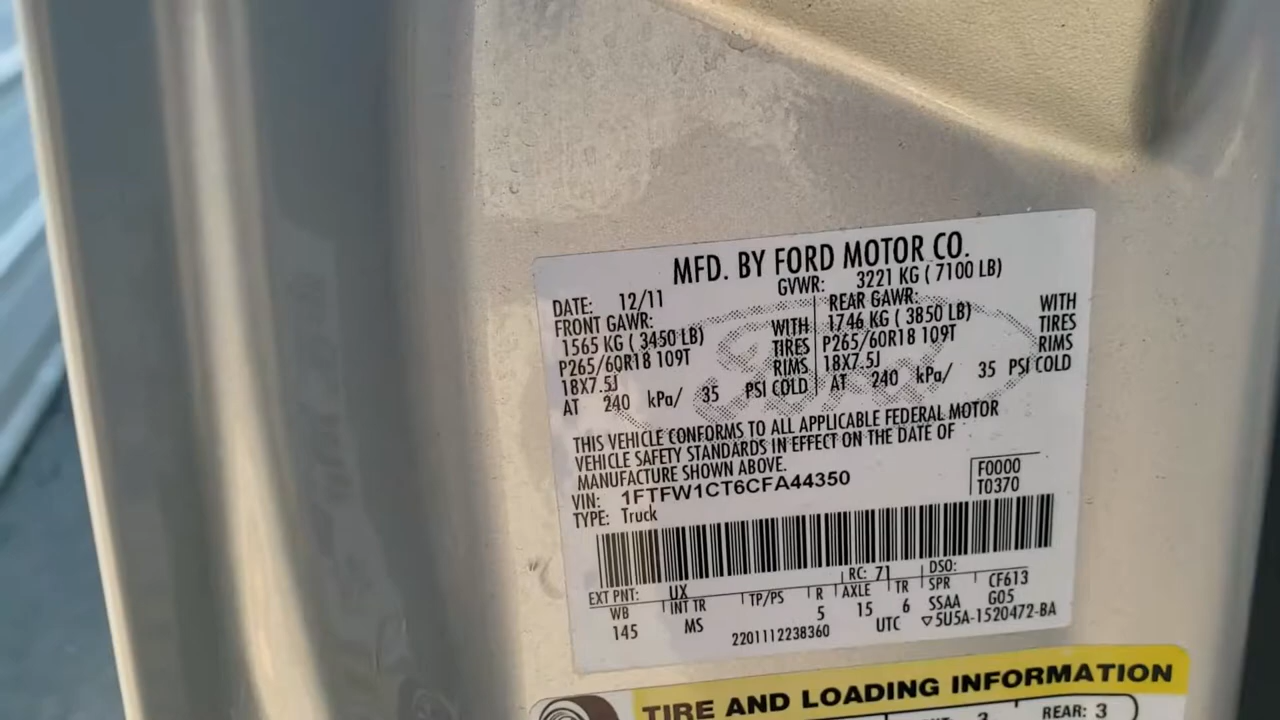 MFD. BY FORD MOTOR CO.
DATE: 12/11 GVWR: 3221 KG ( 7100 LB)
FRONT GAWR: REAR GAWR:
1565 KG ( 3450 LB) WITH 1746 KG ( 3850 LB) WITH
P265/60R18 109T TIRES P265/60R18 109T TIRES
18X7.5J RIMS 18X7.5J RIMS
AT 240 kPa/ 35 PSI COLD AT 240 kPa/ 35 PSI COLD
THIS VEHICLE CONFORMS TO ALL APPLICABLE FEDERAL MOTOR
VEHICLE SAFETY STANDARDS IN EFFECT ON THE DATE OF
MANUFACTURE SHOWN ABOVE.
VIN: 1FTFW1CT6CFA44350
F0000
T0370
TYPE: Truck
EXT PNT: UX RC: 71 DSO:
WB INT TR TP/PS R AXLE TR SPR CF613
145 MS 5 15 6 SSAA G05
2201112238360 UTC ▽5U5A-1520472-BA
TIRE AND LOADING INFORMATION
REAR: 3